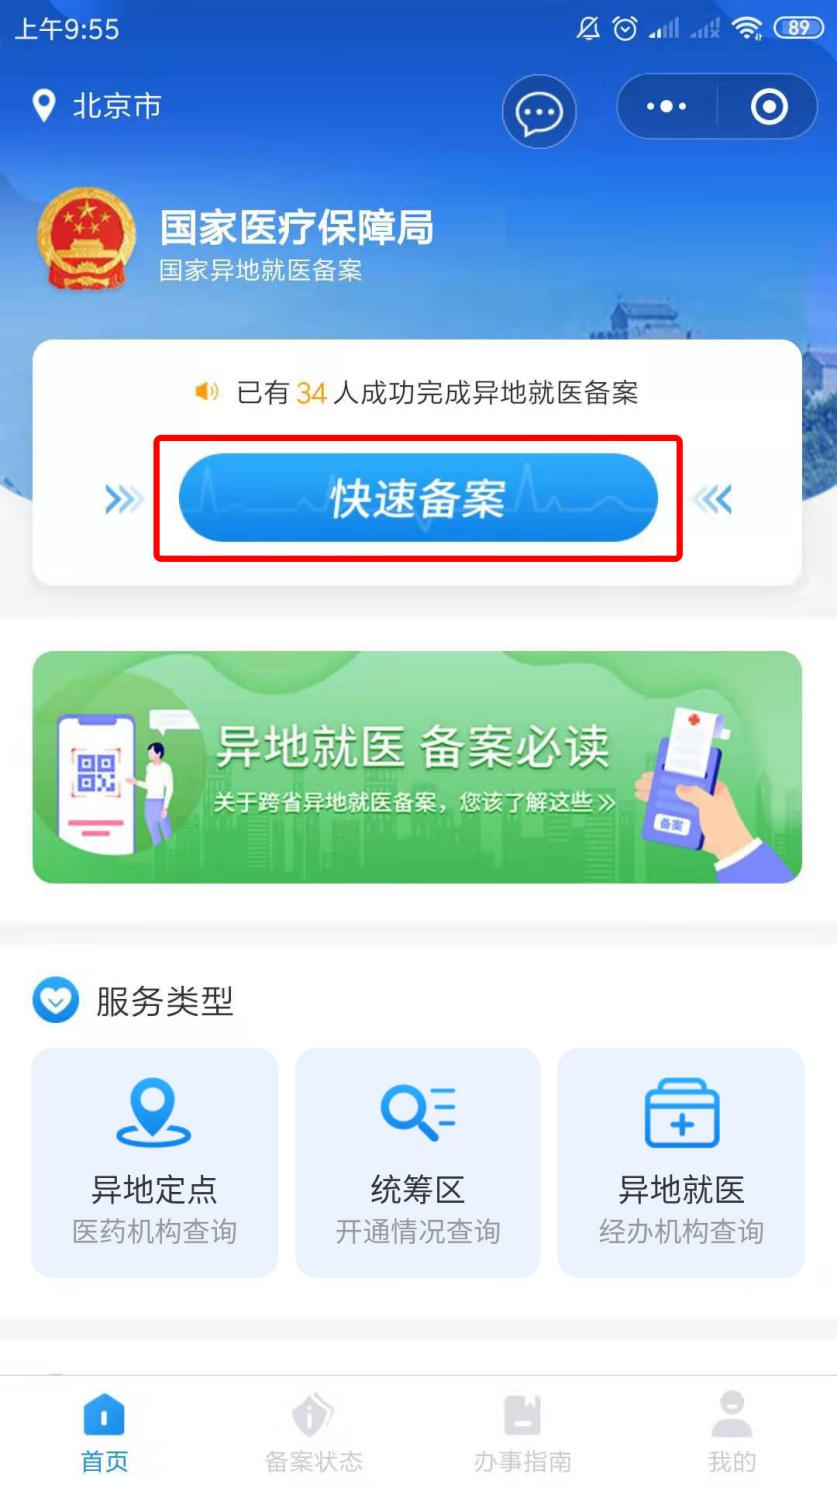 上午9:55
89
北京市
国家医疗保障局
国家异地就医备案
已有34人成功完成异地就医备案
快速备案
异地就医 备案必读
关于跨省异地就医备案，您该了解这些»
备案
服务类型
异地定点
医药机构查询
统筹区
开通情况查询
异地就医
经办机构查询
首页
备案状态
办事指南
我的